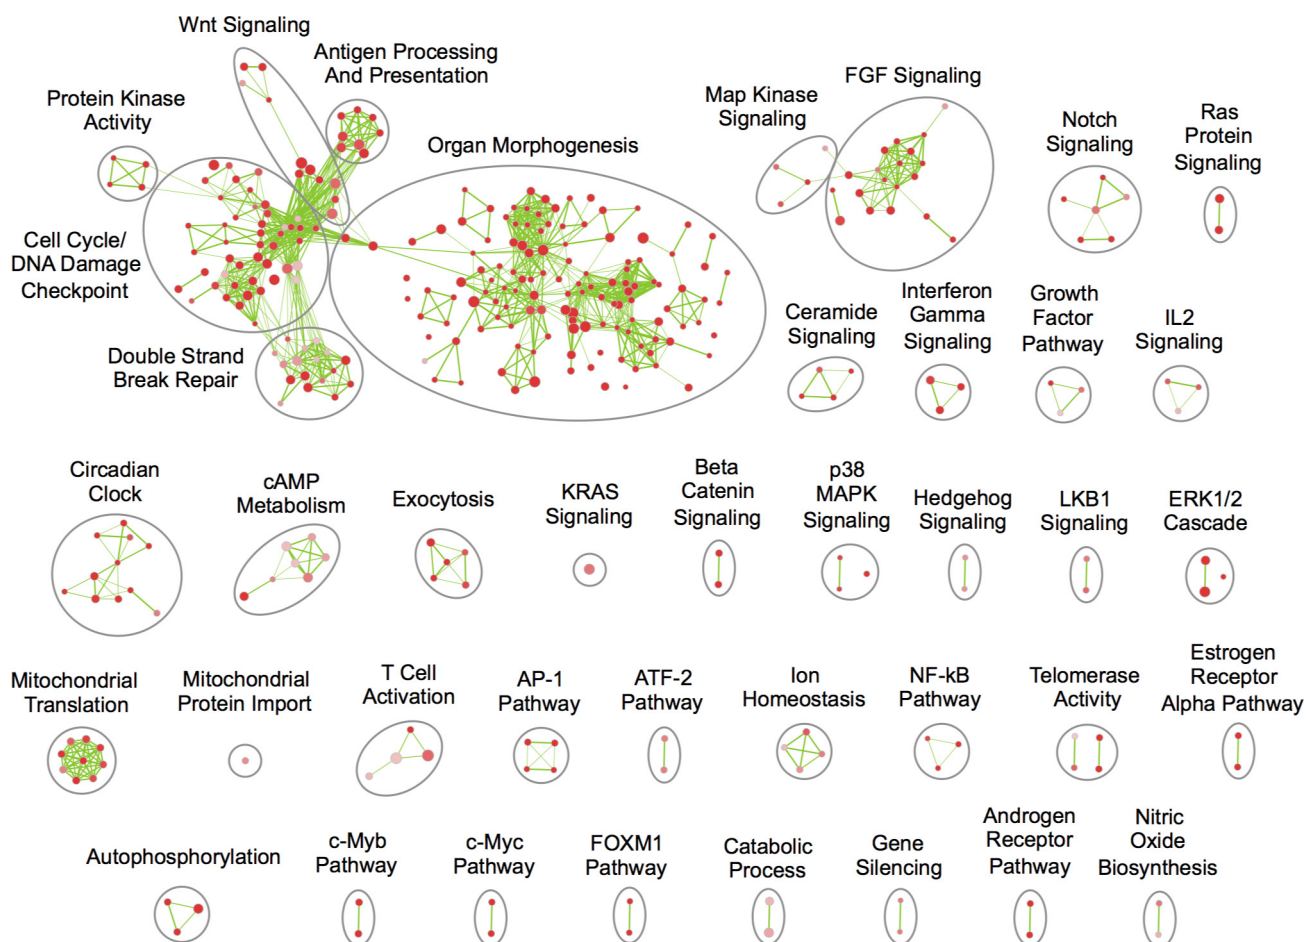 Wnt Signaling
Antigen Processing
And Presentation
Protein Kinase
Activity
Organ Morphogenesis
Map Kinase
Signaling
FGF Signaling
Notch
Signaling
Ras
Protein
Signaling
Cell Cycle/
DNA Damage
Checkpoint
Double Strand
Break Repair
Ceramide
Signaling
Interferon
Gamma
Signaling
Growth
Factor
Pathway
IL2
Signaling
Circadian
Clock
cAMP
Metabolism
Exocytosis
KRAS
Signaling
Beta
Catenin
Signaling
p38
MAPK
Signaling
Hedgehog
Signaling
LKB1
Signaling
ERK1/2
Cascade
Mitochondrial
Translation
Mitochondrial
Protein Import
T Cell
Activation
AP-1
Pathway
ATF-2
Pathway
Ion
Homeostasis
NF-kB
Pathway
Telomerase
Activity
Estrogen
Receptor
Alpha Pathway
Autophosphorylation
c-Myb
Pathway
c-Myc
Pathway
FOXM1
Pathway
Catabolic
Process
Gene
Silencing
Androgen
Receptor
Pathway
Nitric
Oxide
Biosynthesis